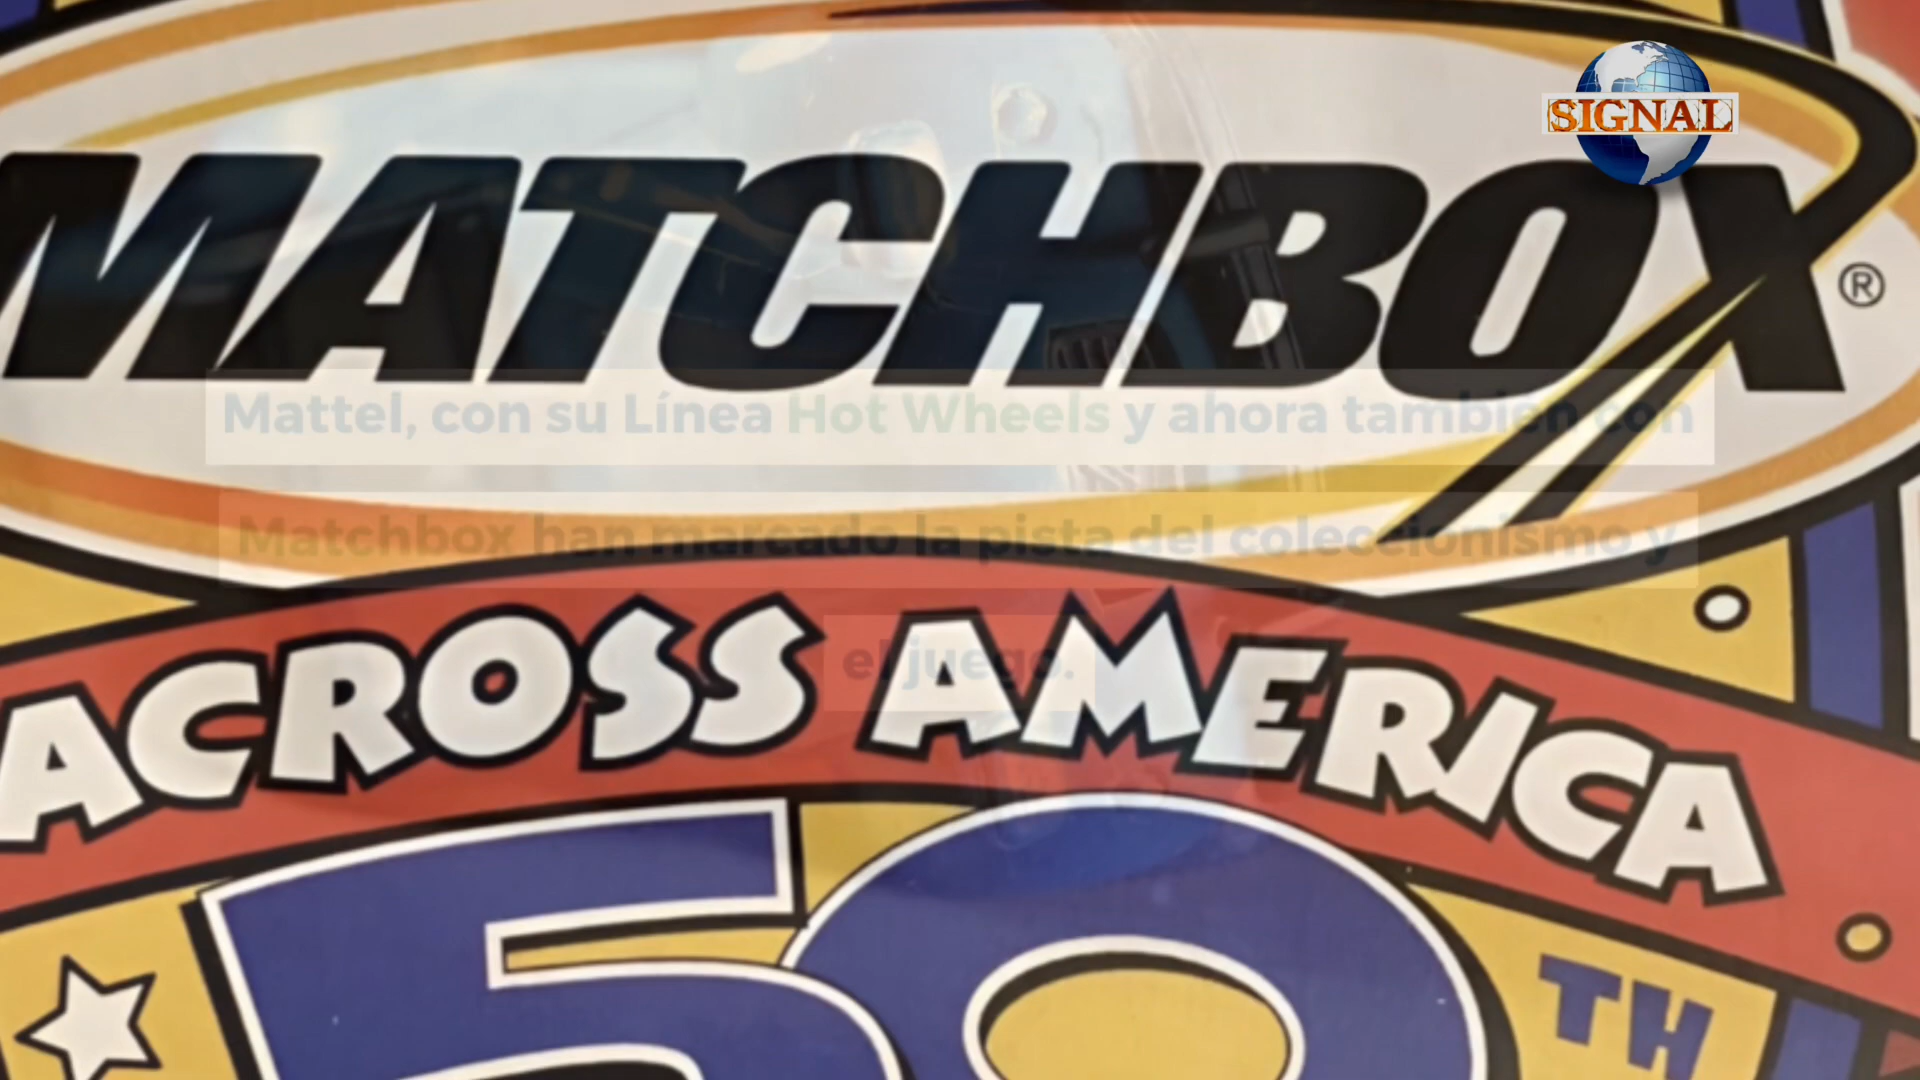 SIGNAL
MATCHBOX®
Mattel, con su Línea Hot Wheels y ahora también con
Matchbox han marcado la pista del coleccionismo y
el juego.
ACROSS AMERICA
50
TH